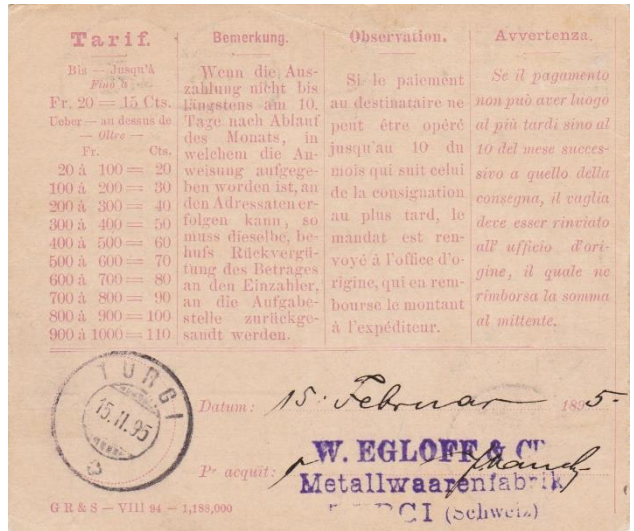 Tarif.
Bis — Jusqu'à
Fino à
Fr. 20 = 15 Cts.
Ueber — au dessus de
— Oltre —
Fr. Cts.
20 à 100 = 20
100 à 200 = 30
200 à 300 = 40
300 à 400 = 50
400 à 500 = 60
500 à 600 = 70
600 à 700 = 80
700 à 800 = 90
800 à 900 = 100
900 à 1000 = 110
Bemerkung.
Wenn die Aus-
zahlung nicht bis
längstens am 10.
Tage nach Ablauf
des Monats, in
welchem die An-
weisung aufgege-
ben worden ist, an
den Adressaten er-
folgen kann, so
muss dieselbe, be-
hufs Rückvergü-
tung des Betrages
an den Einzahler,
an die Aufgabe-
stelle zurückge-
sandt werden.
Observation.
Si le paiement
au destinataire ne
peut être opéré
jusqu'au 10 du
mois qui suit celui
de la consignation
au plus tard, le
mandat est ren-
voyé à l'office d'o-
rigine, qui en rem-
bourse le montant
à l'expéditeur.
Avvertenza.
Se il pagamento
non può aver luogo
al più tardi sino al
10 del mese succes-
sivo a quello della
consegna, il vaglia
deve esser rinviato
all' ufficio d'ori-
gine, il quale ne
rimborsa la somma
al mittente.
TURGI
15.II.95
Datum: 15. Februar 1895.
W. EGLOFF & Cie
Pr acquit:
Metallwaarenfabrik
TURGI (Schweiz)
G R & S — VIII 94 — 1,188,000